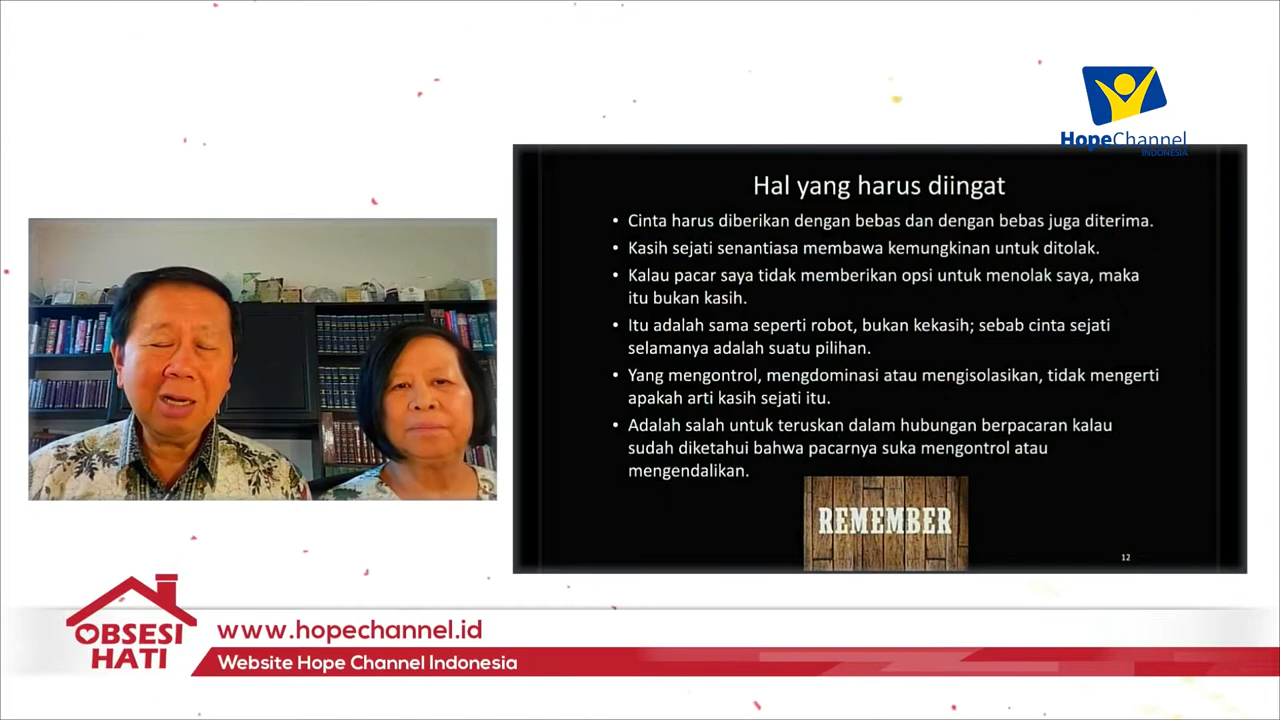 HopeChannel
INDONESIA
Hal yang harus diingat
• Cinta harus diberikan dengan bebas dan dengan bebas juga diterima.
• Kasih sejati senantiasa membawa kemungkinan untuk ditolak.
• Kalau pacar saya tidak memberikan opsi untuk menolak saya, maka
itu bukan kasih.
• Itu adalah sama seperti robot, bukan kekasih; sebab cinta sejati
selamanya adalah suatu pilihan.
• Yang mengontrol, mengdominasi atau mengisolasikan, tidak mengerti
apakah arti kasih sejati itu.
• Adalah salah untuk teruskan dalam hubungan berpacaran kalau
sudah diketahui bahwa pacarnya suka mengontrol atau
mengendalikan.
REMEMBER
12
OBSESI
HATI
www.hopechannel.id
Website Hope Channel Indonesia